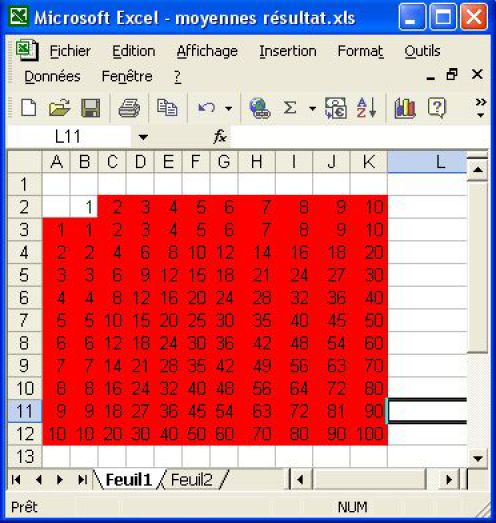 Microsoft Excel - moyennes résultat.xls
Fichier Edition Affichage Insertion Format Outils
Données Fenêtre ?
L11 fx
A B C D E F G H I J K L
1
2 1 2 3 4 5 6 7 8 9 10
3 1 1 2 3 4 5 6 7 8 9 10
4 2 2 4 6 8 10 12 14 16 18 20
5 3 3 6 9 12 15 18 21 24 27 30
6 4 4 8 12 16 20 24 28 32 36 40
7 5 5 10 15 20 25 30 35 40 45 50
8 6 6 12 18 24 30 36 42 48 54 60
9 7 7 14 21 28 35 42 49 56 63 70
10 8 8 16 24 32 40 48 56 64 72 80
11 9 9 18 27 36 45 54 63 72 81 90
12 10 10 20 30 40 50 60 70 80 90 100
13
Feuil1 Feuil2
Prêt NUM